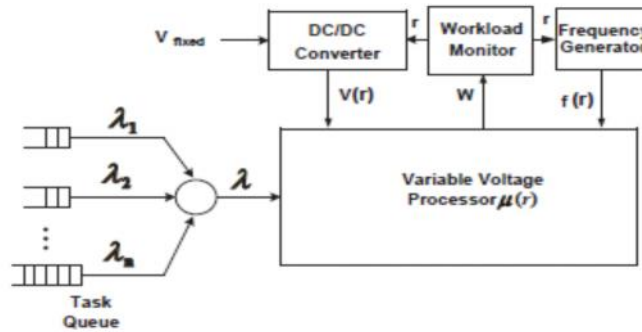 V fixed
DC/DC
Converter
r
Workload
Monitor
r
Frequency
Generator
V(r)
W
f(r)
λ1
λ2
λn
λ
Variable Voltage
Processor μ(r)
Task
Queue